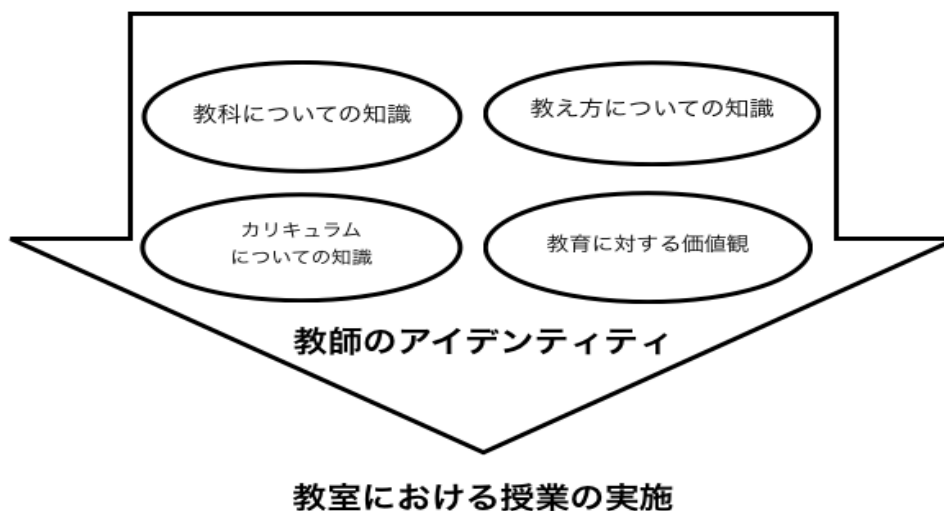 教科についての知識
教え方についての知識
カリキュラム
についての知識
教育に対する価値観
教師のアイデンティティ
教室における授業の実施